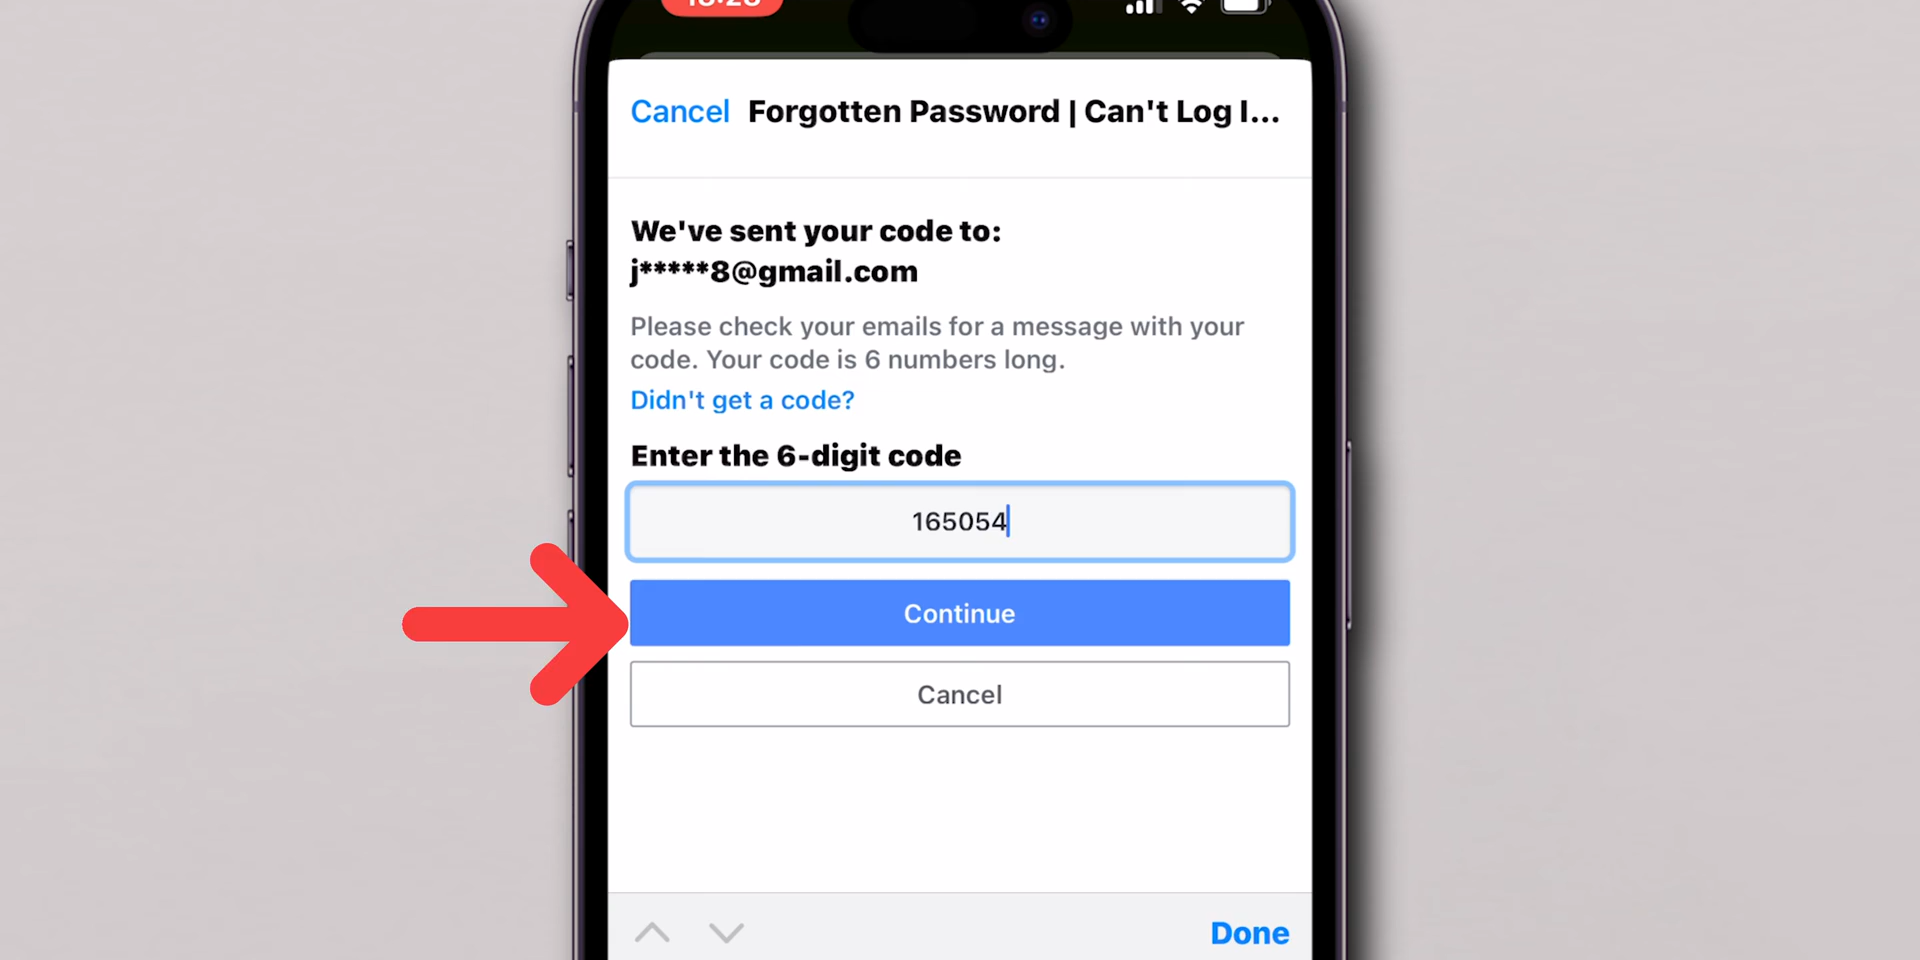 Cancel Forgotten Password | Can't Log I...
We've sent your code to:
j*****8@gmail.com
Please check your emails for a message with your
code. Your code is 6 numbers long.
Didn't get a code?
Enter the 6-digit code
165054
Continue
Cancel
Done